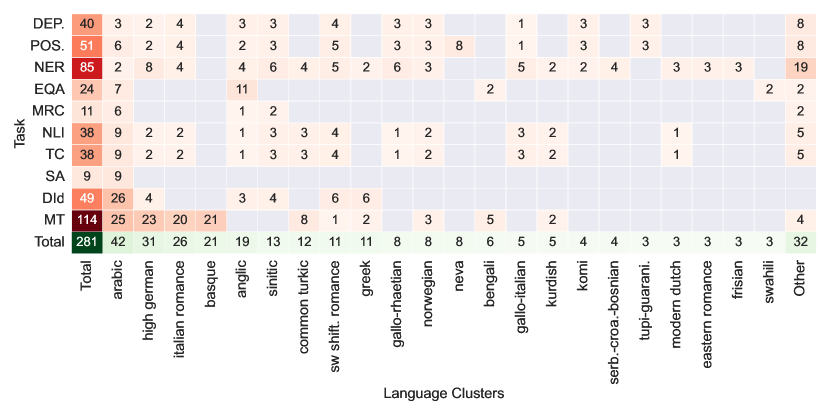 DEP. 40 3 2 4 3 3 4 3 3 1 3 3 8
POS. 51 6 2 4 2 3 5 3 3 8 1 3 3 8
NER 85 2 8 4 4 6 4 5 2 6 3 5 2 2 4 3 3 3 19
EQA 24 7 11 2 2 2
MRC 11 6 1 2 2
NLI 38 9 2 2 1 3 3 4 1 2 3 2 1 5
TC 38 9 2 2 1 3 3 4 1 2 3 2 1 5
SA 9 9
DId 49 26 4 3 4 6 6
MT 114 25 23 20 21 8 1 2 3 5 2 4
Total 281 42 31 26 21 19 13 12 11 11 8 8 8 6 5 5 4 4 3 3 3 3 3 32
Task
Total
arabic
high german
italian romance
basque
anglic
sinitic
common turkic
sw shift. romance
greek
gallo-rhaetian
norwegian
neva
bengali
gallo-italian
kurdish
komi
serb.-croa.-bosnian
tupi-guarani.
modern dutch
eastern romance
frisian
swahili
Other
Language Clusters